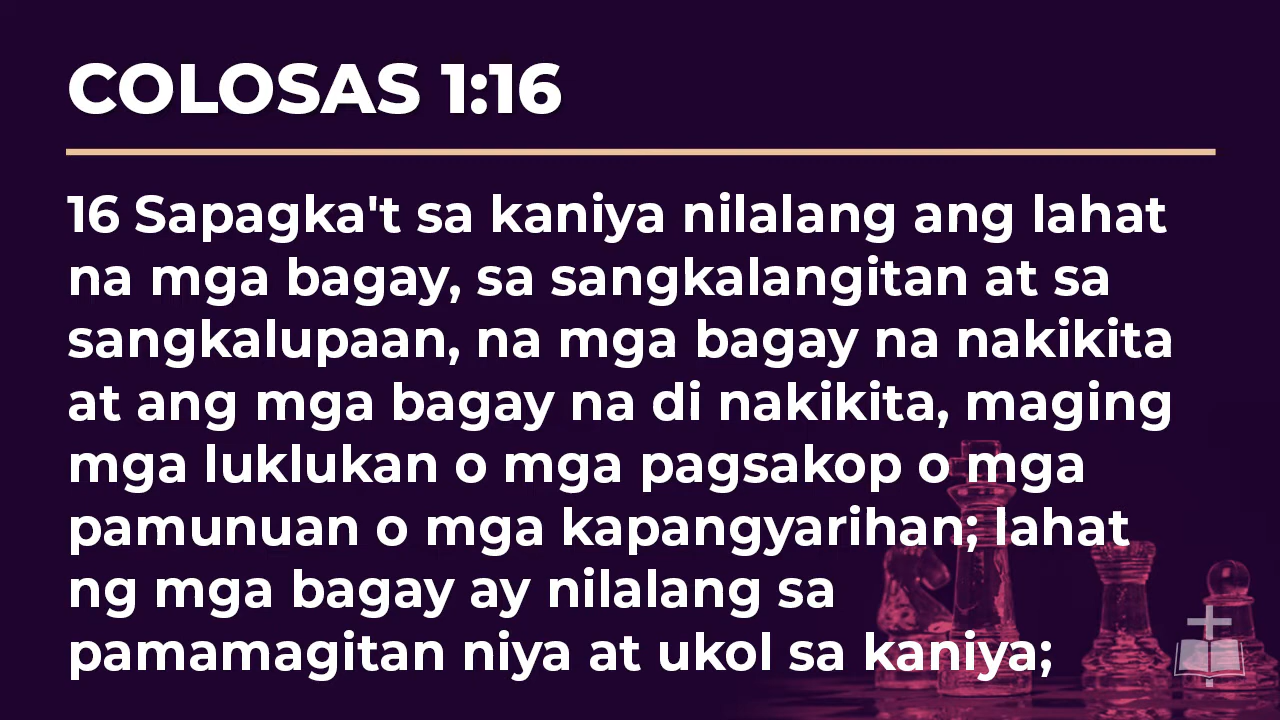 COLOSAS 1:16
16 Sapagka't sa kaniya nilalang ang lahat
na mga bagay, sa sangkalangitan at sa
sangkalupaan, na mga bagay na nakikita
at ang mga bagay na di nakikita, maging
mga luklukan o mga pagsakop o mga
pamunuan o mga kapangyarihan; lahat
ng mga bagay ay nilalang sa
pamamagitan niya at ukol sa kaniya;